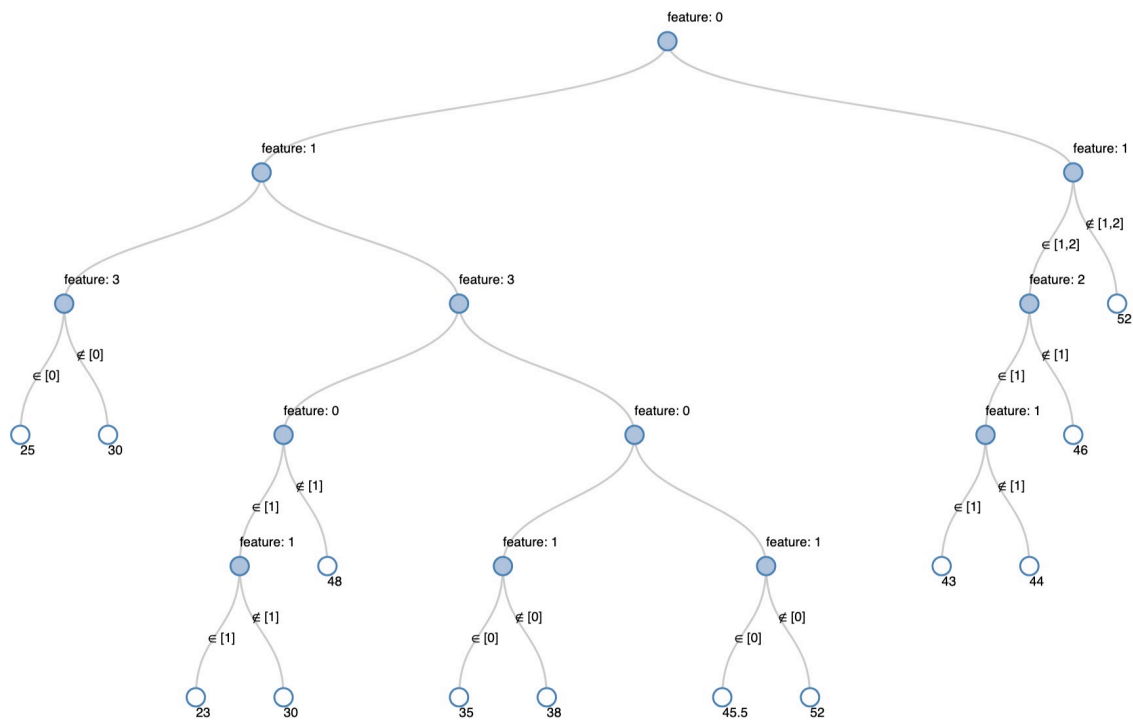 feature: 0
feature: 1
feature: 1
∉ [1,2]
∈ [1,2]
feature: 3
feature: 3
feature: 2
52
∉ [0]
∈ [0]
∉ [1]
∈ [1]
feature: 0
feature: 0
feature: 1
25
30
46
∉ [1]
∈ [1]
∉ [1]
∈ [1]
feature: 1
feature: 1
feature: 1
48
43
44
∉ [1]
∈ [1]
∉ [0]
∈ [0]
∉ [0]
∈ [0]
23
30
35
38
45.5
52